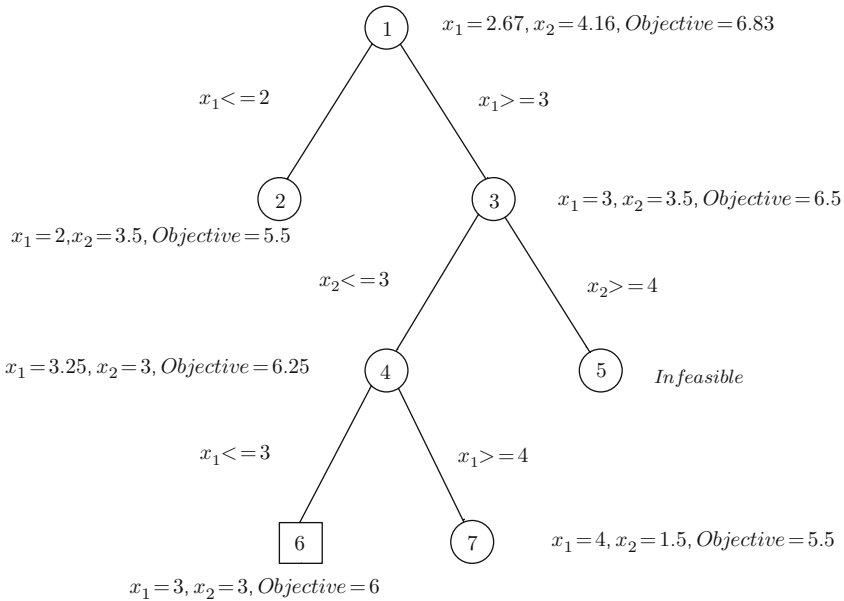 1
x₁=2.67, x₂=4.16, Objective=6.83
x₁<=2
x₁>=3
2
3
x₁=3, x₂=3.5, Objective=6.5
x₁=2,x₂=3.5, Objective=5.5
x₂<=3
x₂>=4
x₁=3.25, x₂=3, Objective=6.25
4
5
Infeasible
x₁<=3
x₁>=4
6
7
x₁=4, x₂=1.5, Objective=5.5
x₁=3, x₂=3, Objective=6